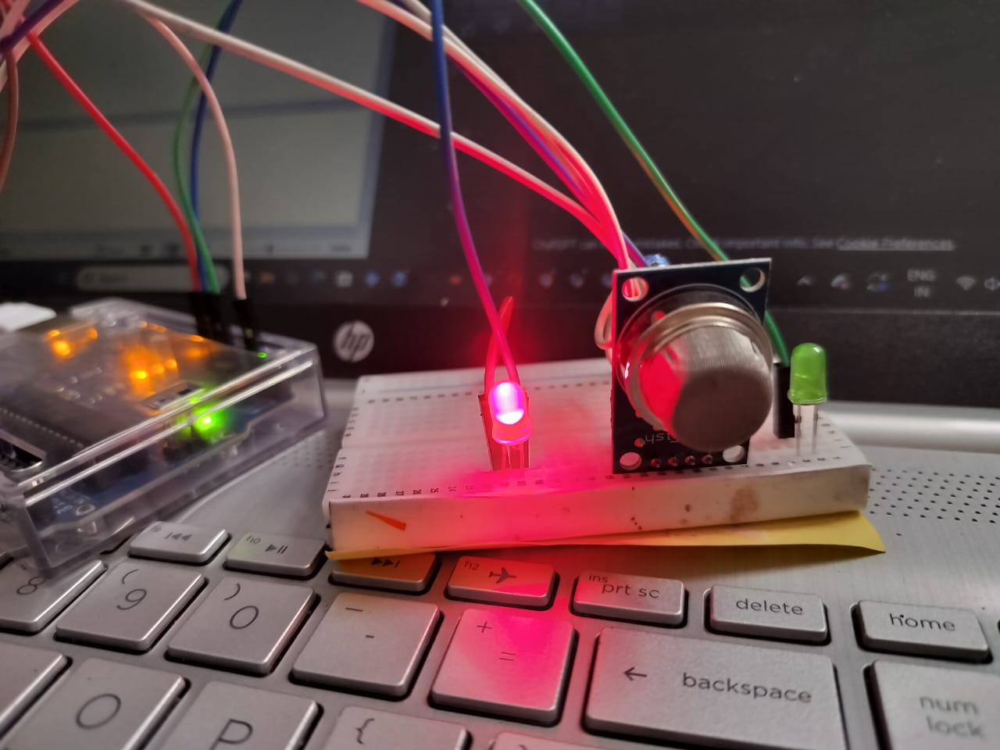 ChatGPT can make mistakes. Check important info. See Cookie Preferences.
ENG
IN
hp
f10
f12
ins
prt sc
delete
home
8
(
9
)
0
-
+
=
backspace
num
lock
O
P
{